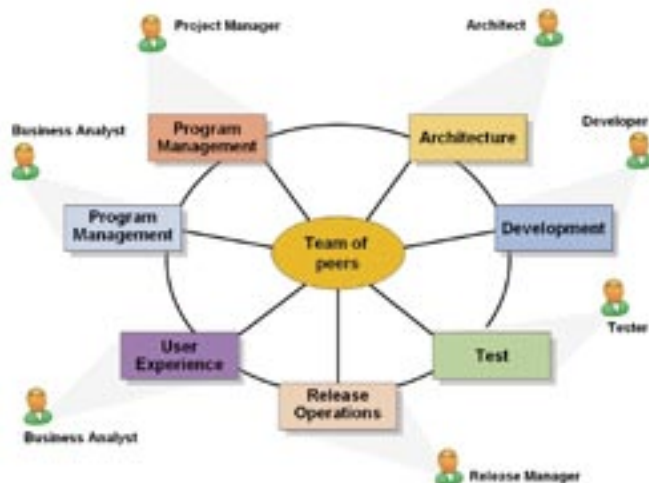 Project Manager
Architect
Business Analyst
Program
Management
Architecture
Developer
Program
Management
Team of
peers
Development
User
Experience
Test
Tester
Release
Operations
Business Analyst
Release Manager